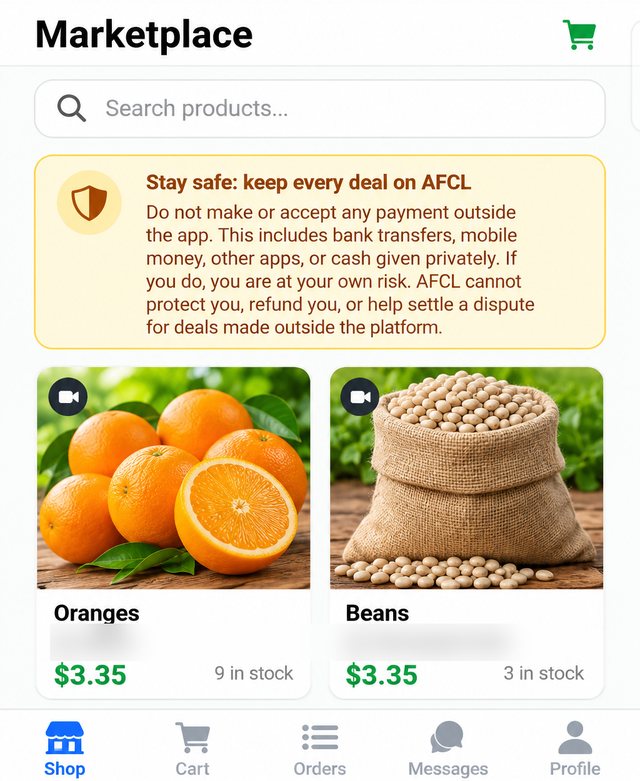 Marketplace
Search products...
Stay safe: keep every deal on AFCL
Do not make or accept any payment outside
the app. This includes bank transfers, mobile
money, other apps, or cash given privately. If
you do, you are at your own risk. AFCL cannot
protect you, refund you, or help settle a dispute
for deals made outside the platform.
Oranges
Beans
$3.35
9 in stock
$3.35
3 in stock
Shop
Cart
Orders
Messages
Profile